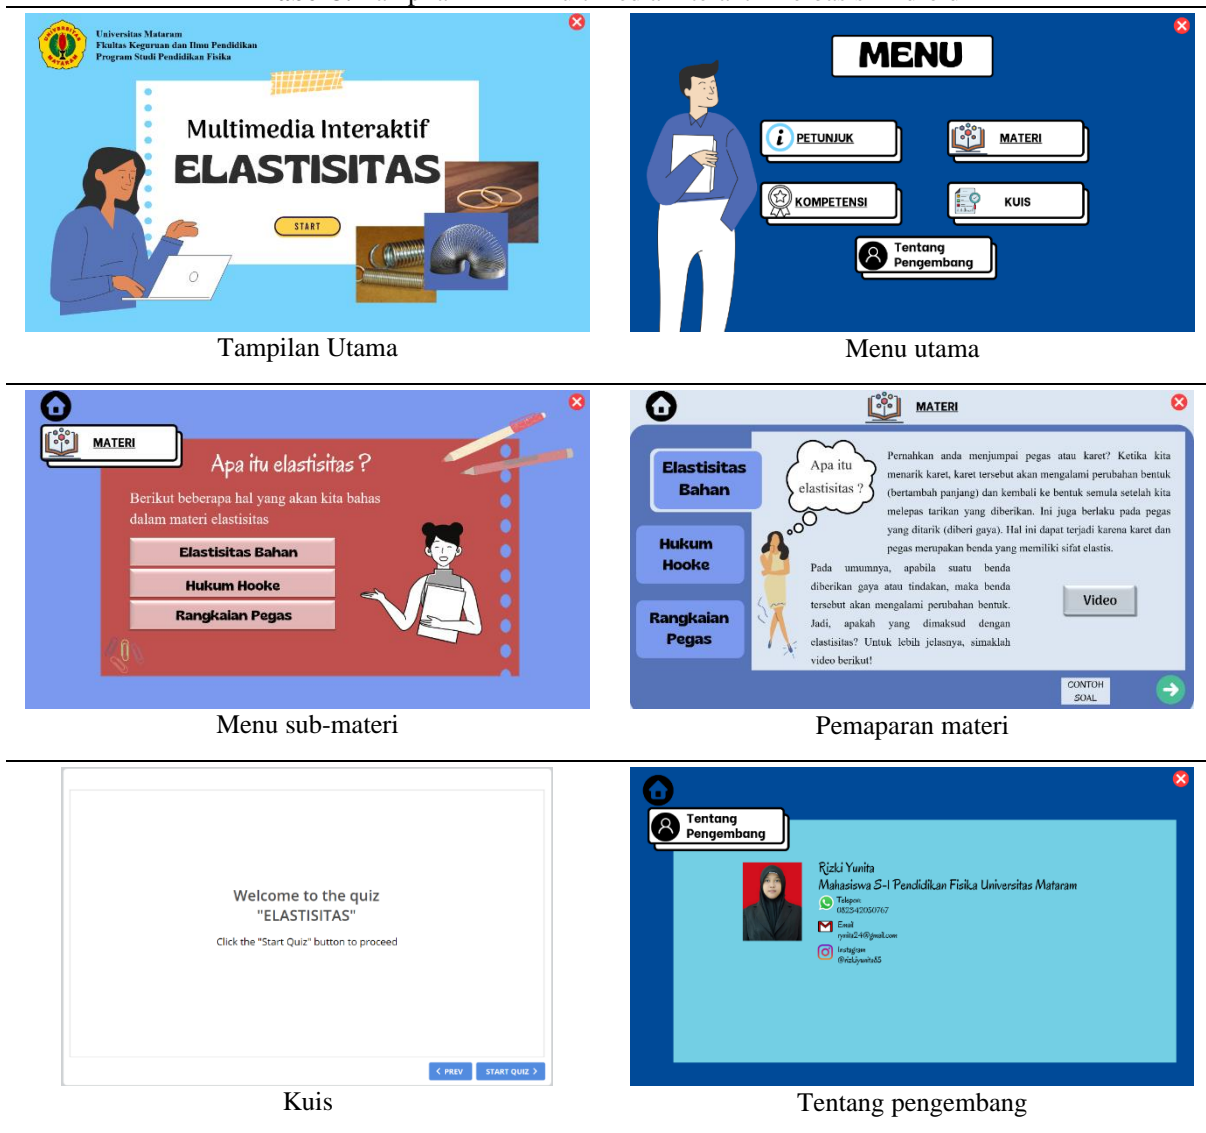 Universitas Mataram
Fkultas Keguruan dan Ilmu Pendidikan
Program Studi Pendidikan Fisika
Multimedia Interaktif
ELASTISITAS
START
Tampilan Utama
MENU
PETUNJUK
MATERI
KOMPETENSI
KUIS
Tentang
Pengembang
Menu utama
MATERI
Apa itu elastisitas ?
Berikut beberapa hal yang akan kita bahas
dalam materi elastisitas
Elastisitas Bahan
Hukum Hooke
Rangkaian Pegas
Menu sub-materi
MATERI
Elastisitas
Bahan
Hukum
Hooke
Rangkaian
Pegas
Apa itu
elastisitas ?
Pernahkan anda menjumpai pegas atau karet? Ketika kita
menarik karet, karet tersebut akan mengalami perubahan bentuk
(bertambah panjang) dan kembali ke bentuk semula setelah kita
melepas tarikan yang diberikan. Ini juga berlaku pada pegas
yang ditarik (diberi gaya). Hal ini dapat terjadi karena karet dan
pegas merupakan benda yang memiliki sifat elastis.
Pada umumnya, apabila suatu benda
diberikan gaya atau tindakan, maka benda
tersebut akan mengalami perubahan bentuk.
Jadi, apakah yang dimaksud dengan
elastisitas? Untuk lebih jelasnya, simaklah
video berikut!
Video
CONTOH
SOAL
Pemaparan materi
Welcome to the quiz
"ELASTISITAS"
Click the "Start Quiz" button to proceed
< PREV
START QUIZ >
Kuis
Tentang
Pengembang
Rizki Yunita
Mahasiswa S-1 Pendidikan Fisika Universitas Mataram
Telepon
082342050767
Email
rynita24@gmail.com
Instagram
@rizkiyunita85
Tentang pengembang